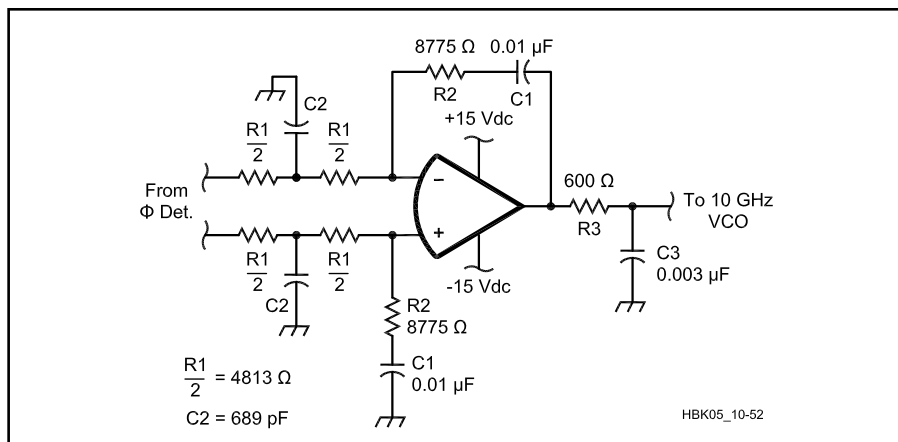 8775 Ω
0.01 µF
R2
C1
C2
+15 Vdc
R1
2
R1
2
From
Φ Det.
−
+
600 Ω
R3
To 10 GHz
VCO
R1
2
R1
2
C2
-15 Vdc
C3
0.003 µF
R2
8775 Ω
C1
0.01 µF
R1
2
= 4813 Ω
C2 = 689 pF
HBK05_10-52